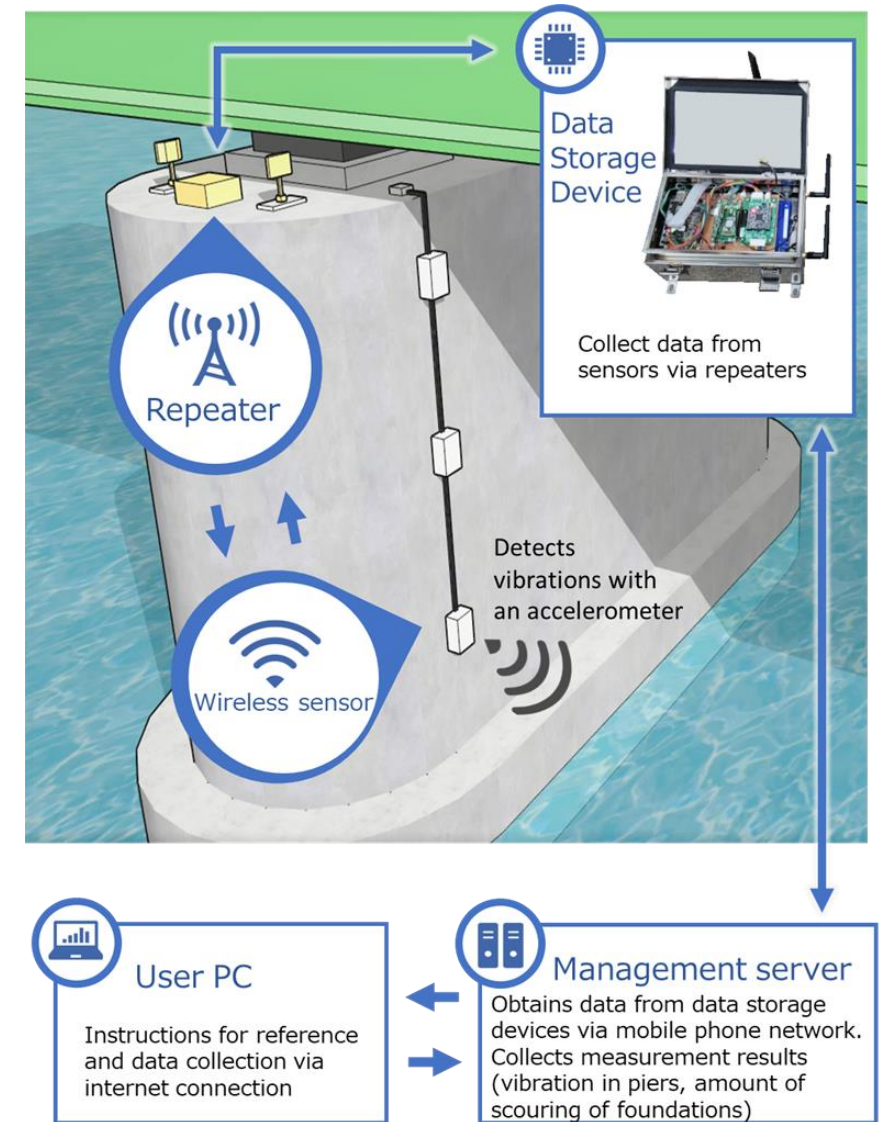 Data
Storage
Device
Collect data from
sensors via repeaters
Repeater
Detects
vibrations with
an accelerometer
Wireless sensor
User PC
Instructions for reference
and data collection via
internet connection
Management server
Obtains data from data storage
devices via mobile phone network.
Collects measurement results
(vibration in piers, amount of
scouring of foundations)